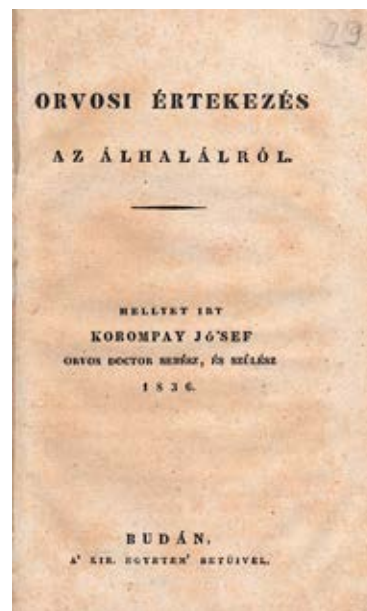 29
ORVOSI ÉRTEKEZÉS
AZ ÁLHALÁLRÓL.
MELLYET IRT
KOROMPAY JÓ'SEF
ORVOS DOCTOR SEBÉSZ, ÉS SZÜLÉSZ
1836.
BUDÁN,
A' KIR. EGYETEM' BETŰIVEL.